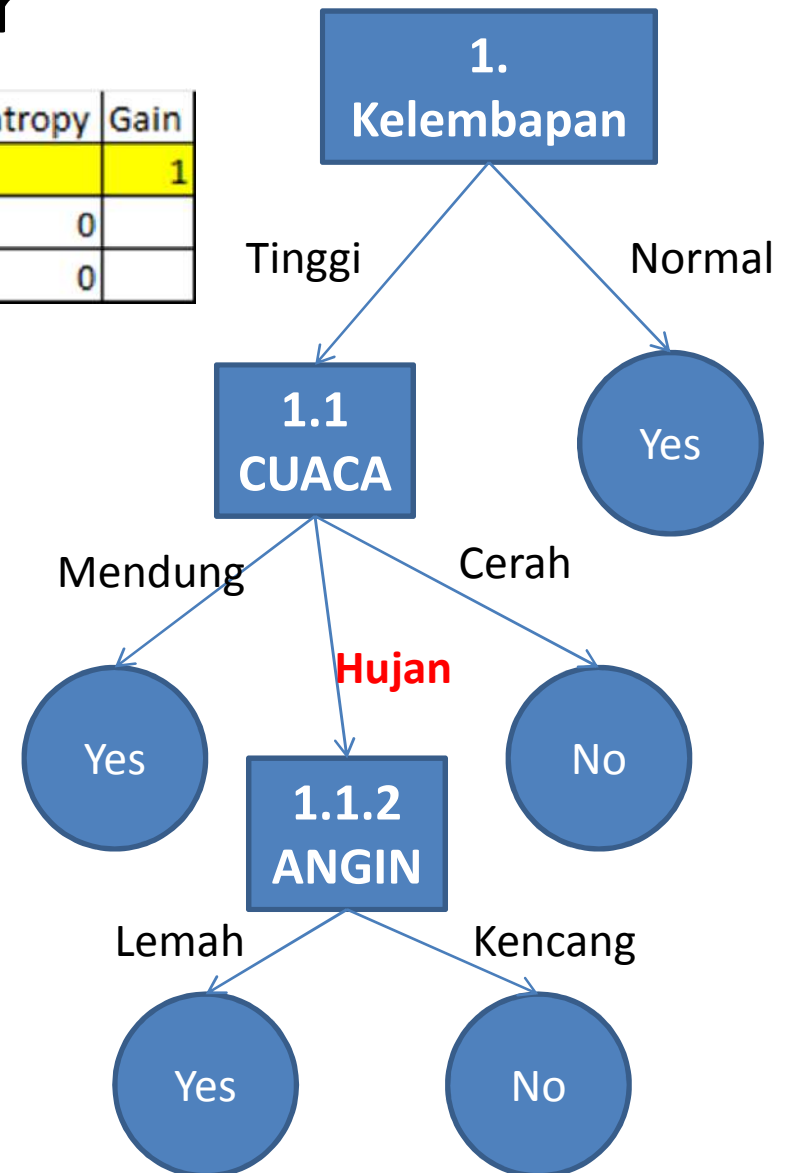 Gain
1
0
0
1.
Kelembapan
Tinggi
Normal
1.1
CUACA
Yes
Mendung
Cerah
Hujan
Yes
No
1.1.2
ANGIN
Lemah
Kencang
Yes
No